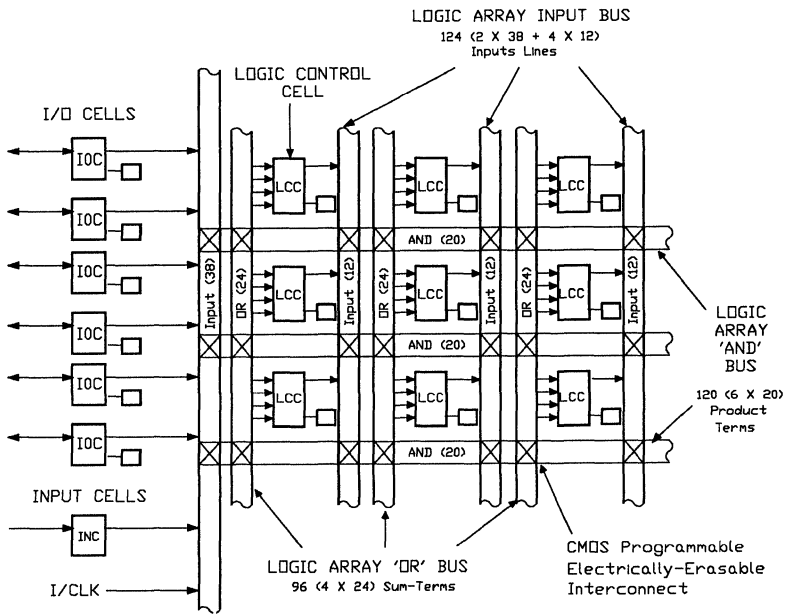 LOGIC ARRAY INPUT BUS
124 (2 X 38 + 4 X 12)
Inputs Lines
LOGIC CONTROL
CELL
I/O CELLS
IOC
LCC
LCC
LCC
IOC
AND (20)
IOC
Input (38)
OR (24)
LCC
Input (12)
OR (24)
LCC
Input (12)
OR (24)
LCC
Input (12)
LOGIC
ARRAY
'AND'
BUS
IOC
AND (20)
IOC
LCC
LCC
LCC
120 (6 X 20)
Product
Terms
IOC
AND (20)
INPUT CELLS
INC
I/CLK
LOGIC ARRAY 'OR' BUS
96 (4 X 24) Sum-Terms
CMOS Programmable
Electrically-Erasable
Interconnect